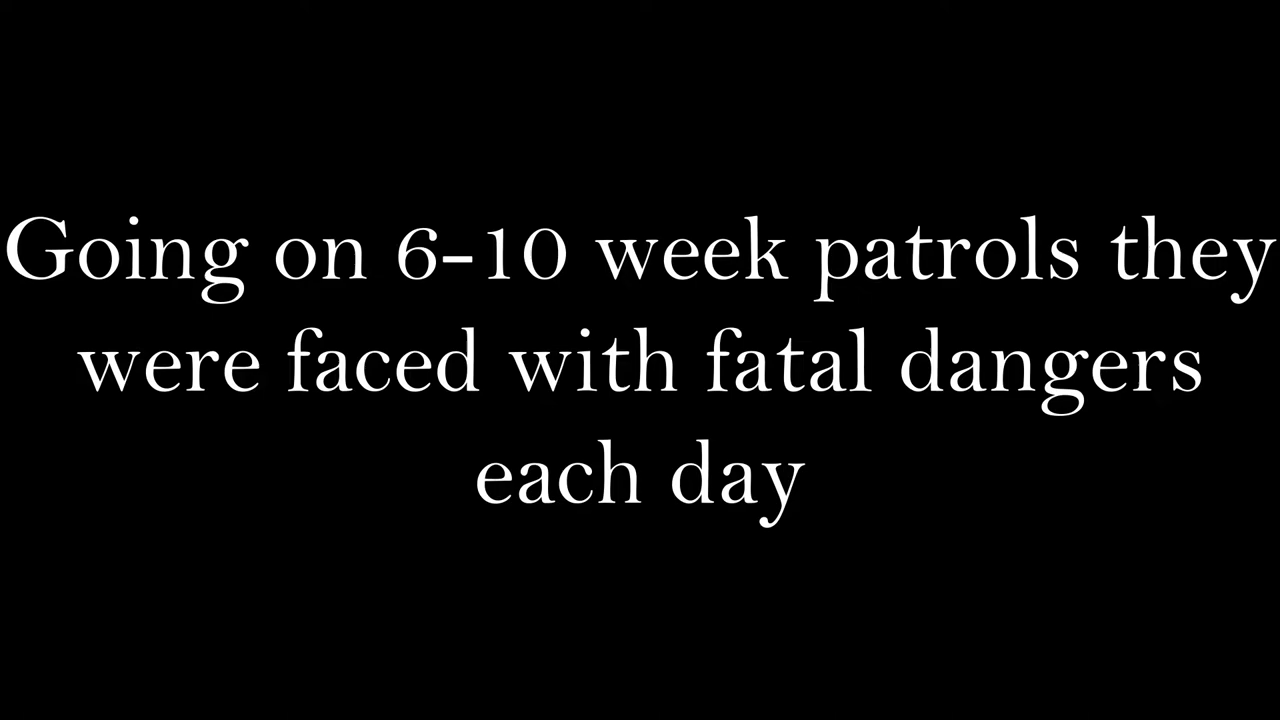 Going on 6-10 week patrols they
were faced with fatal dangers
each day